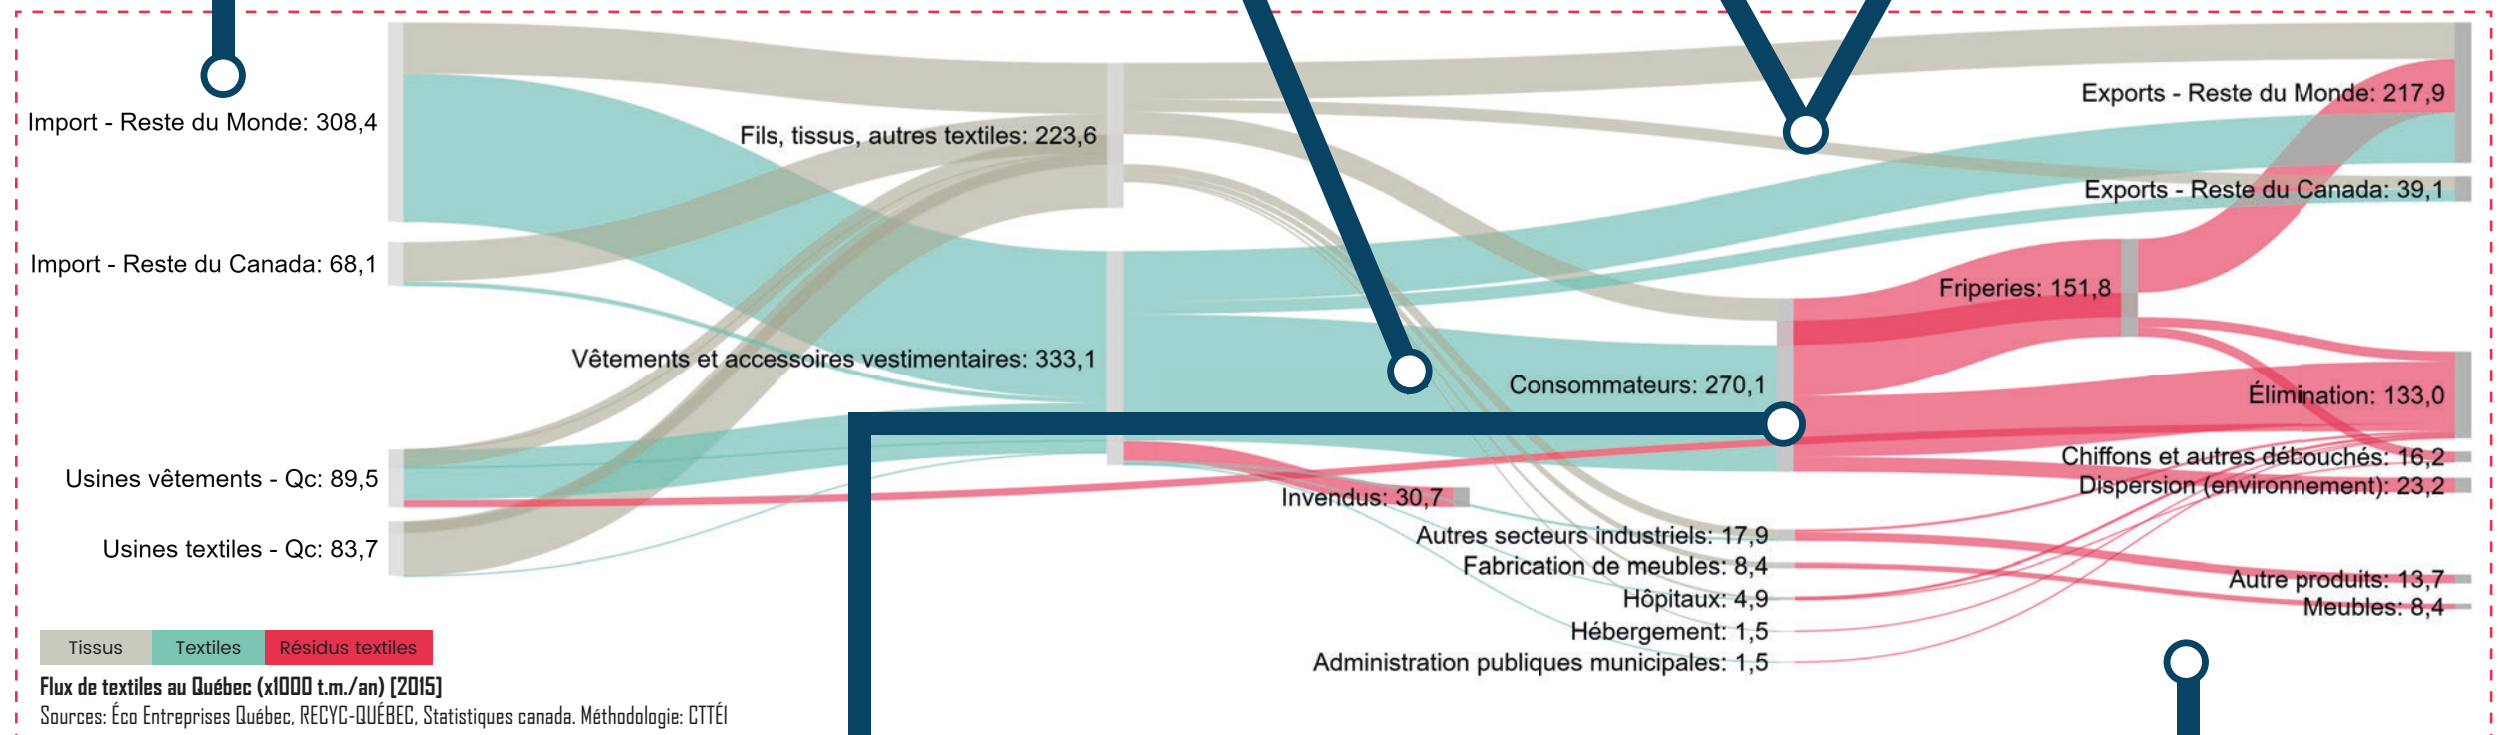 Import - Reste du Monde: 308,4
Import - Reste du Canada: 68,1
Usines vêtements - Qc: 89,5
Usines textiles - Qc: 83,7
Fils, tissus, autres textiles: 223,6
Vêtements et accessoires vestimentaires: 333,1
Invendus: 30,7
Consommateurs: 270,1
Autres secteurs industriels: 17,9
Fabrication de meubles: 8,4
Hôpitaux: 4,9
Hébergement: 1,5
Administration publiques municipales: 1,5
Friperies: 151,8
Exports - Reste du Monde: 217,9
Exports - Reste du Canada: 39,1
Élimination: 133,0
Chiffons et autres débouchés: 16,2
Dispersion (environnement): 23,2
Autre produits: 13,7
Meubles: 8,4
Tissus
Textiles
Résidus textiles
Flux de textiles au Québec (x1000 t.m./an) [2015]
Sources: Éco Entreprises Québec, RECYC-QUÉBEC, Statistiques canada. Méthodologie: CTTÉI